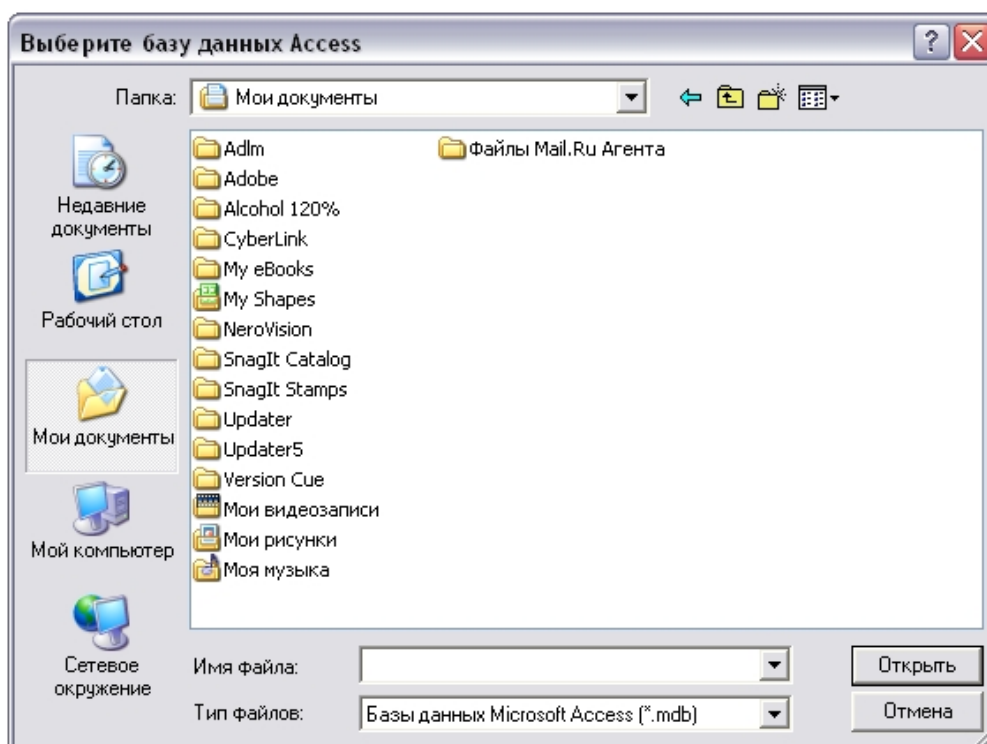 Выберите базу данных Access
Папка: Мои документы
Недавние
документы
Рабочий стол
Мои документы
Мой компьютер
Сетевое
окружение
Adlm Файлы Mail.Ru Агента
Adobe
Alcohol 120%
CyberLink
My eBooks
My Shapes
NeroVision
SnagIt Catalog
SnagIt Stamps
Updater
Updater5
Version Cue
Мои видеозаписи
Мои рисунки
Моя музыка
Имя файла: Открыть
Тип файлов: Базы данных Microsoft Access (*.mdb) Отмена